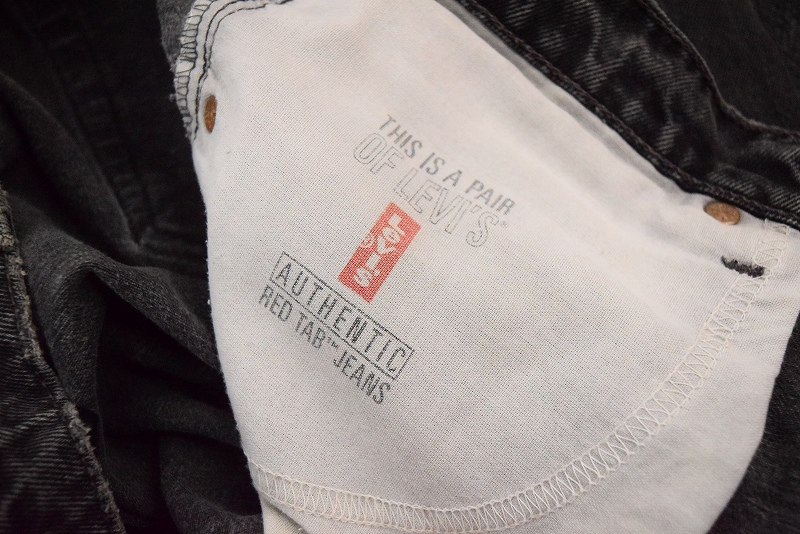 THIS IS A PAIR
OF LEVI'S®
Levi's
AUTHENTIC
RED TAB™ JEANS